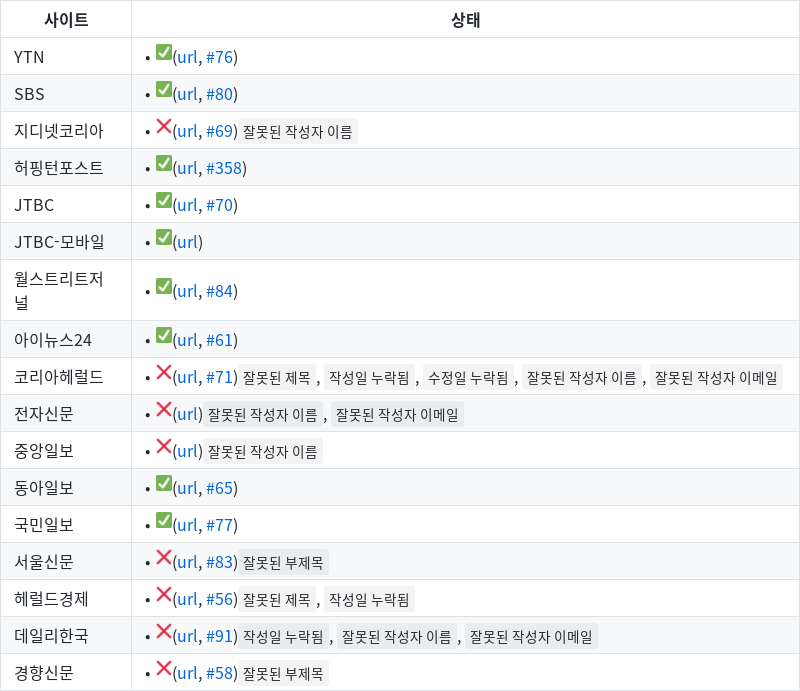 사이트 상태
YTN • ✅(url, #76)
SBS • ✅(url, #80)
지디넷코리아 • ❌(url, #69) 잘못된 작성자 이름
허핑턴포스트 • ✅(url, #358)
JTBC • ✅(url, #70)
JTBC-모바일 • ✅(url)
월스트리트저
널 • ✅(url, #84)
아이뉴스24 • ✅(url, #61)
코리아헤럴드 • ❌(url, #71) 잘못된 제목 , 작성일 누락됨 , 수정일 누락됨 , 잘못된 작성자 이름 , 잘못된 작성자 이메일
전자신문 • ❌(url) 잘못된 작성자 이름 , 잘못된 작성자 이메일
중앙일보 • ❌(url) 잘못된 작성자 이름
동아일보 • ✅(url, #65)
국민일보 • ✅(url, #77)
서울신문 • ❌(url, #83) 잘못된 부제목
헤럴드경제 • ❌(url, #56) 잘못된 제목 , 작성일 누락됨
데일리한국 • ❌(url, #91) 작성일 누락됨 , 잘못된 작성자 이름 , 잘못된 작성자 이메일
경향신문 • ❌(url, #58) 잘못된 부제목